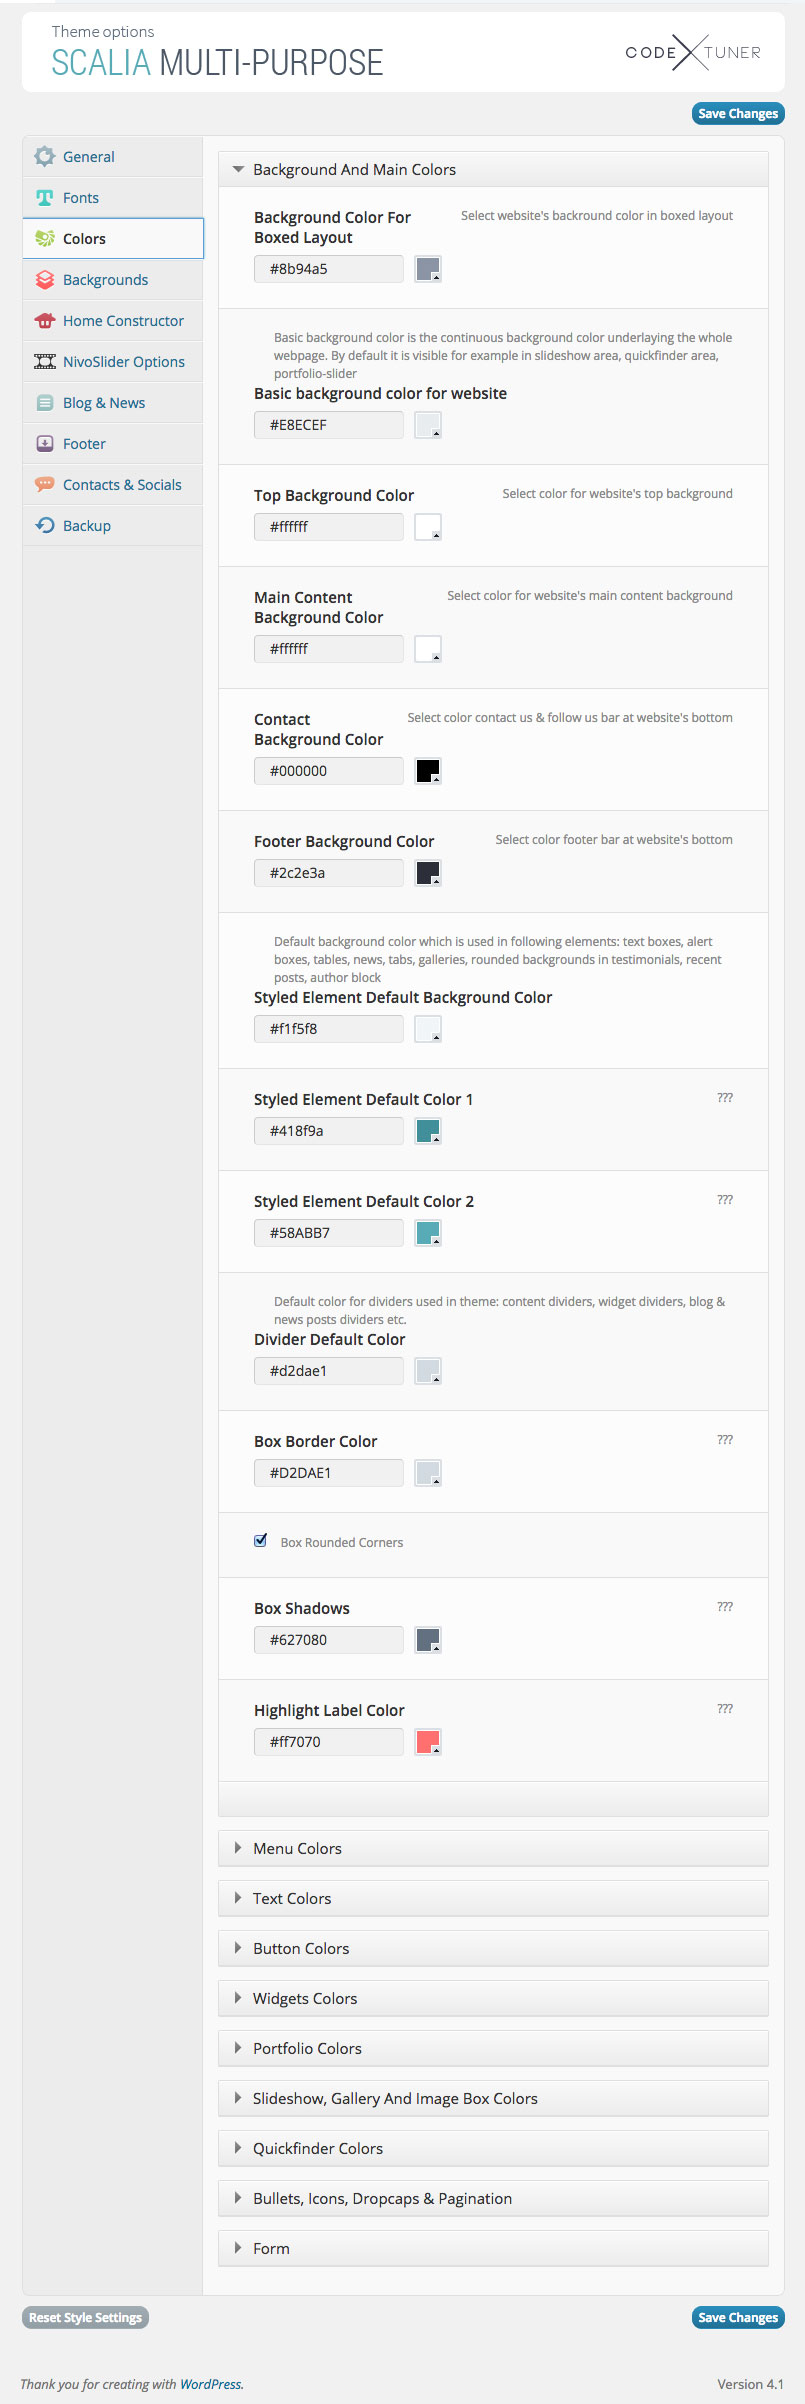 Theme options
SCALIA MULTI-PURPOSE
CODE X TUNER
Save Changes
General
Fonts
Colors
Backgrounds
Home Constructor
NivoSlider Options
Blog & News
Footer
Contacts & Socials
Backup
Background And Main Colors
Background Color For
Boxed Layout
Select website's backround color in boxed layout
#8b94a5
Basic background color is the continuous background color underlaying the whole
webpage. By default it is visible for example in slideshow area, quickfinder area,
portfolio-slider
Basic background color for website
#E8ECEF
Top Background Color
Select color for website's top background
#ffffff
Main Content
Background Color
Select color for website's main content background
#ffffff
Contact
Background Color
Select color contact us & follow us bar at website's bottom
#000000
Footer Background Color
Select color footer bar at website's bottom
#2c2e3a
Default background color which is used in following elements: text boxes, alert
boxes, tables, news, tabs, galleries, rounded backgrounds in testimonials, recent
posts, author block
Styled Element Default Background Color
#f1f5f8
Styled Element Default Color 1
???
#418f9a
Styled Element Default Color 2
???
#58ABB7
Default color for dividers used in theme: content dividers, widget dividers, blog &
news posts dividers etc.
Divider Default Color
#d2dae1
Box Border Color
???
#D2DAE1
Box Rounded Corners
Box Shadows
???
#627080
Highlight Label Color
???
#ff7070
Menu Colors
Text Colors
Button Colors
Widgets Colors
Portfolio Colors
Slideshow, Gallery And Image Box Colors
Quickfinder Colors
Bullets, Icons, Dropcaps & Pagination
Form
Reset Style Settings
Save Changes
Thank you for creating with WordPress.
Version 4.1